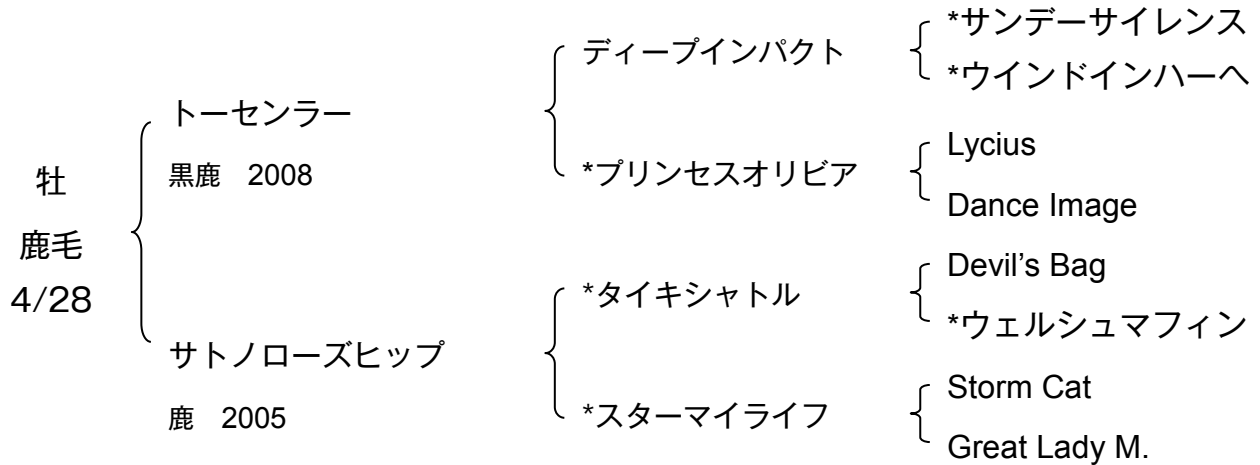 牡
鹿毛
4/28
トーセンラー
黒鹿　2008
サトノローズヒップ
鹿　2005
ディープインパクト
*プリンセスオリビア
*タイキシャトル
*スターマイライフ
*サンデーサイレンス
*ウインドインハーヘ
Lycius
Dance Image
Devil’s Bag
*ウェルシュマフィン
Storm Cat
Great Lady M.